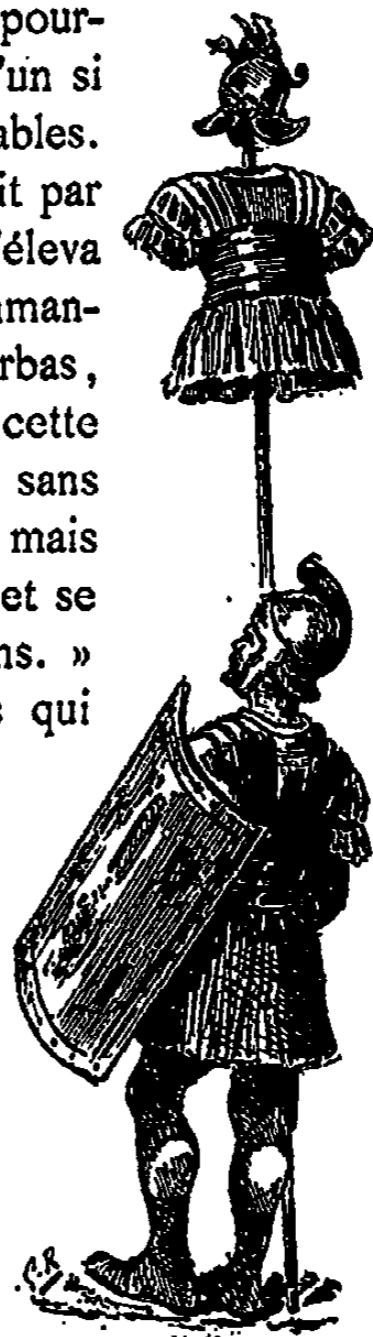 pour-
'un si
ables.
it par
'éleva
man-
rbas,
cette
sans
mais
et se
ns. »
qui
G.R